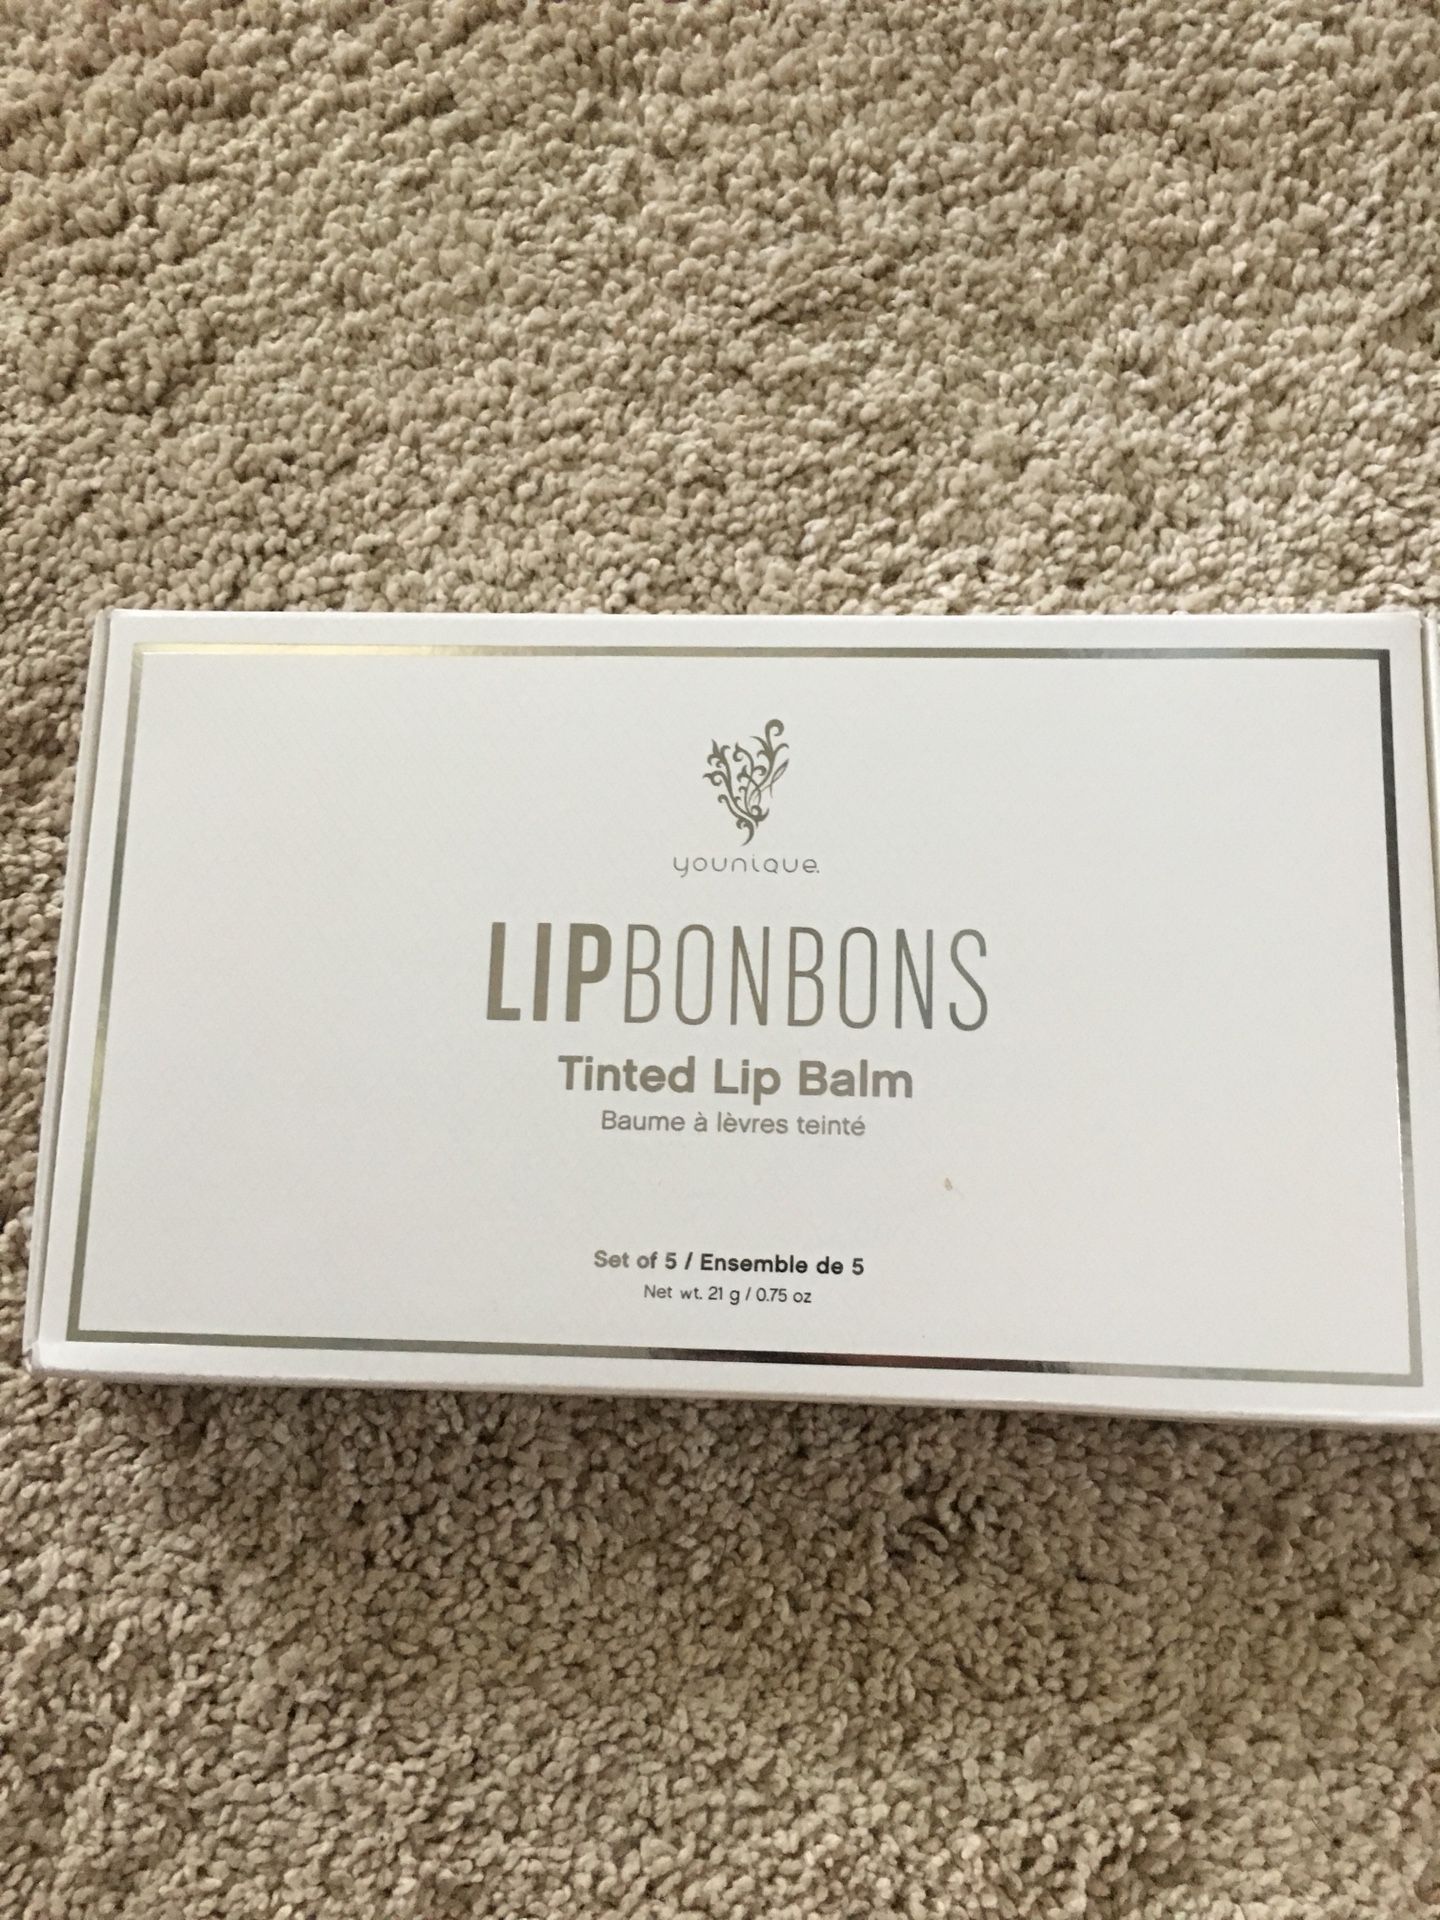 younique.
LIPBONBONS
Tinted Lip Balm
Baume à lèvres teinté
Set of 5 / Ensemble de 5
Net wt. 21 g / 0.75 oz